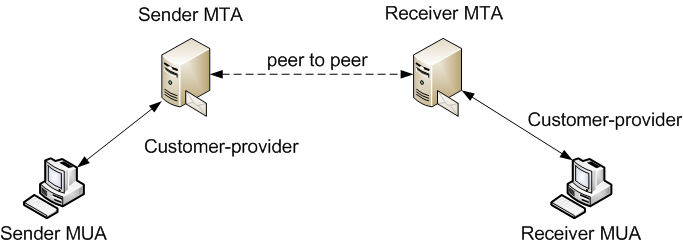 Sender MTA
Receiver MTA
peer to peer
Customer-provider
Customer-provider
Sender MUA
Receiver MUA